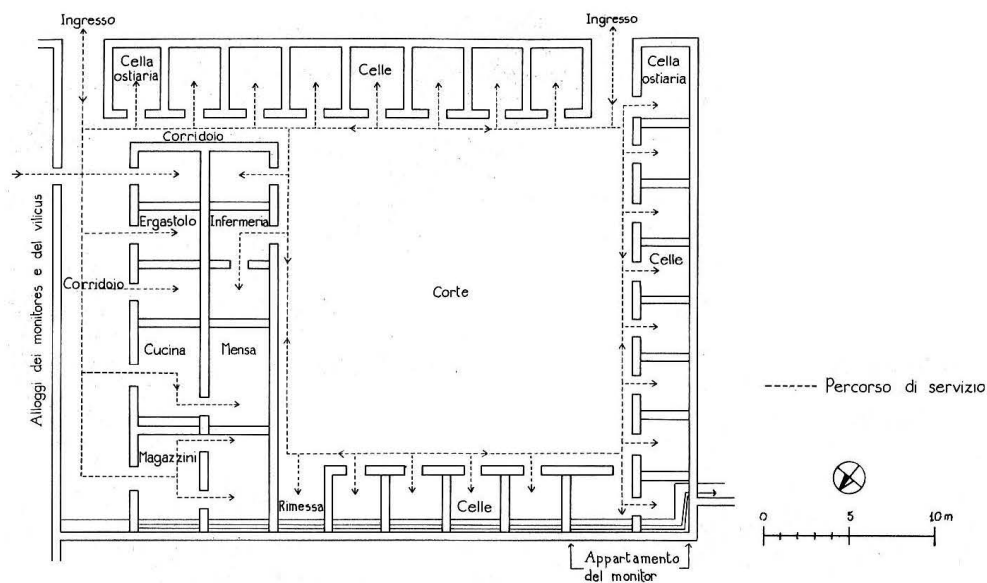 Ingresso
Ingresso
Cella
ostiaria
Celle
Cella
ostiaria
Corridoio
Ergastolo
Infermeria
Celle
Corridoio
Corte
Alloggi dei monitores e del vilicus
Cucina
Mensa
Percorso di servizio
Magazzini
Rimessa
Celle
0 5 10 m
Appartamento
del monitor